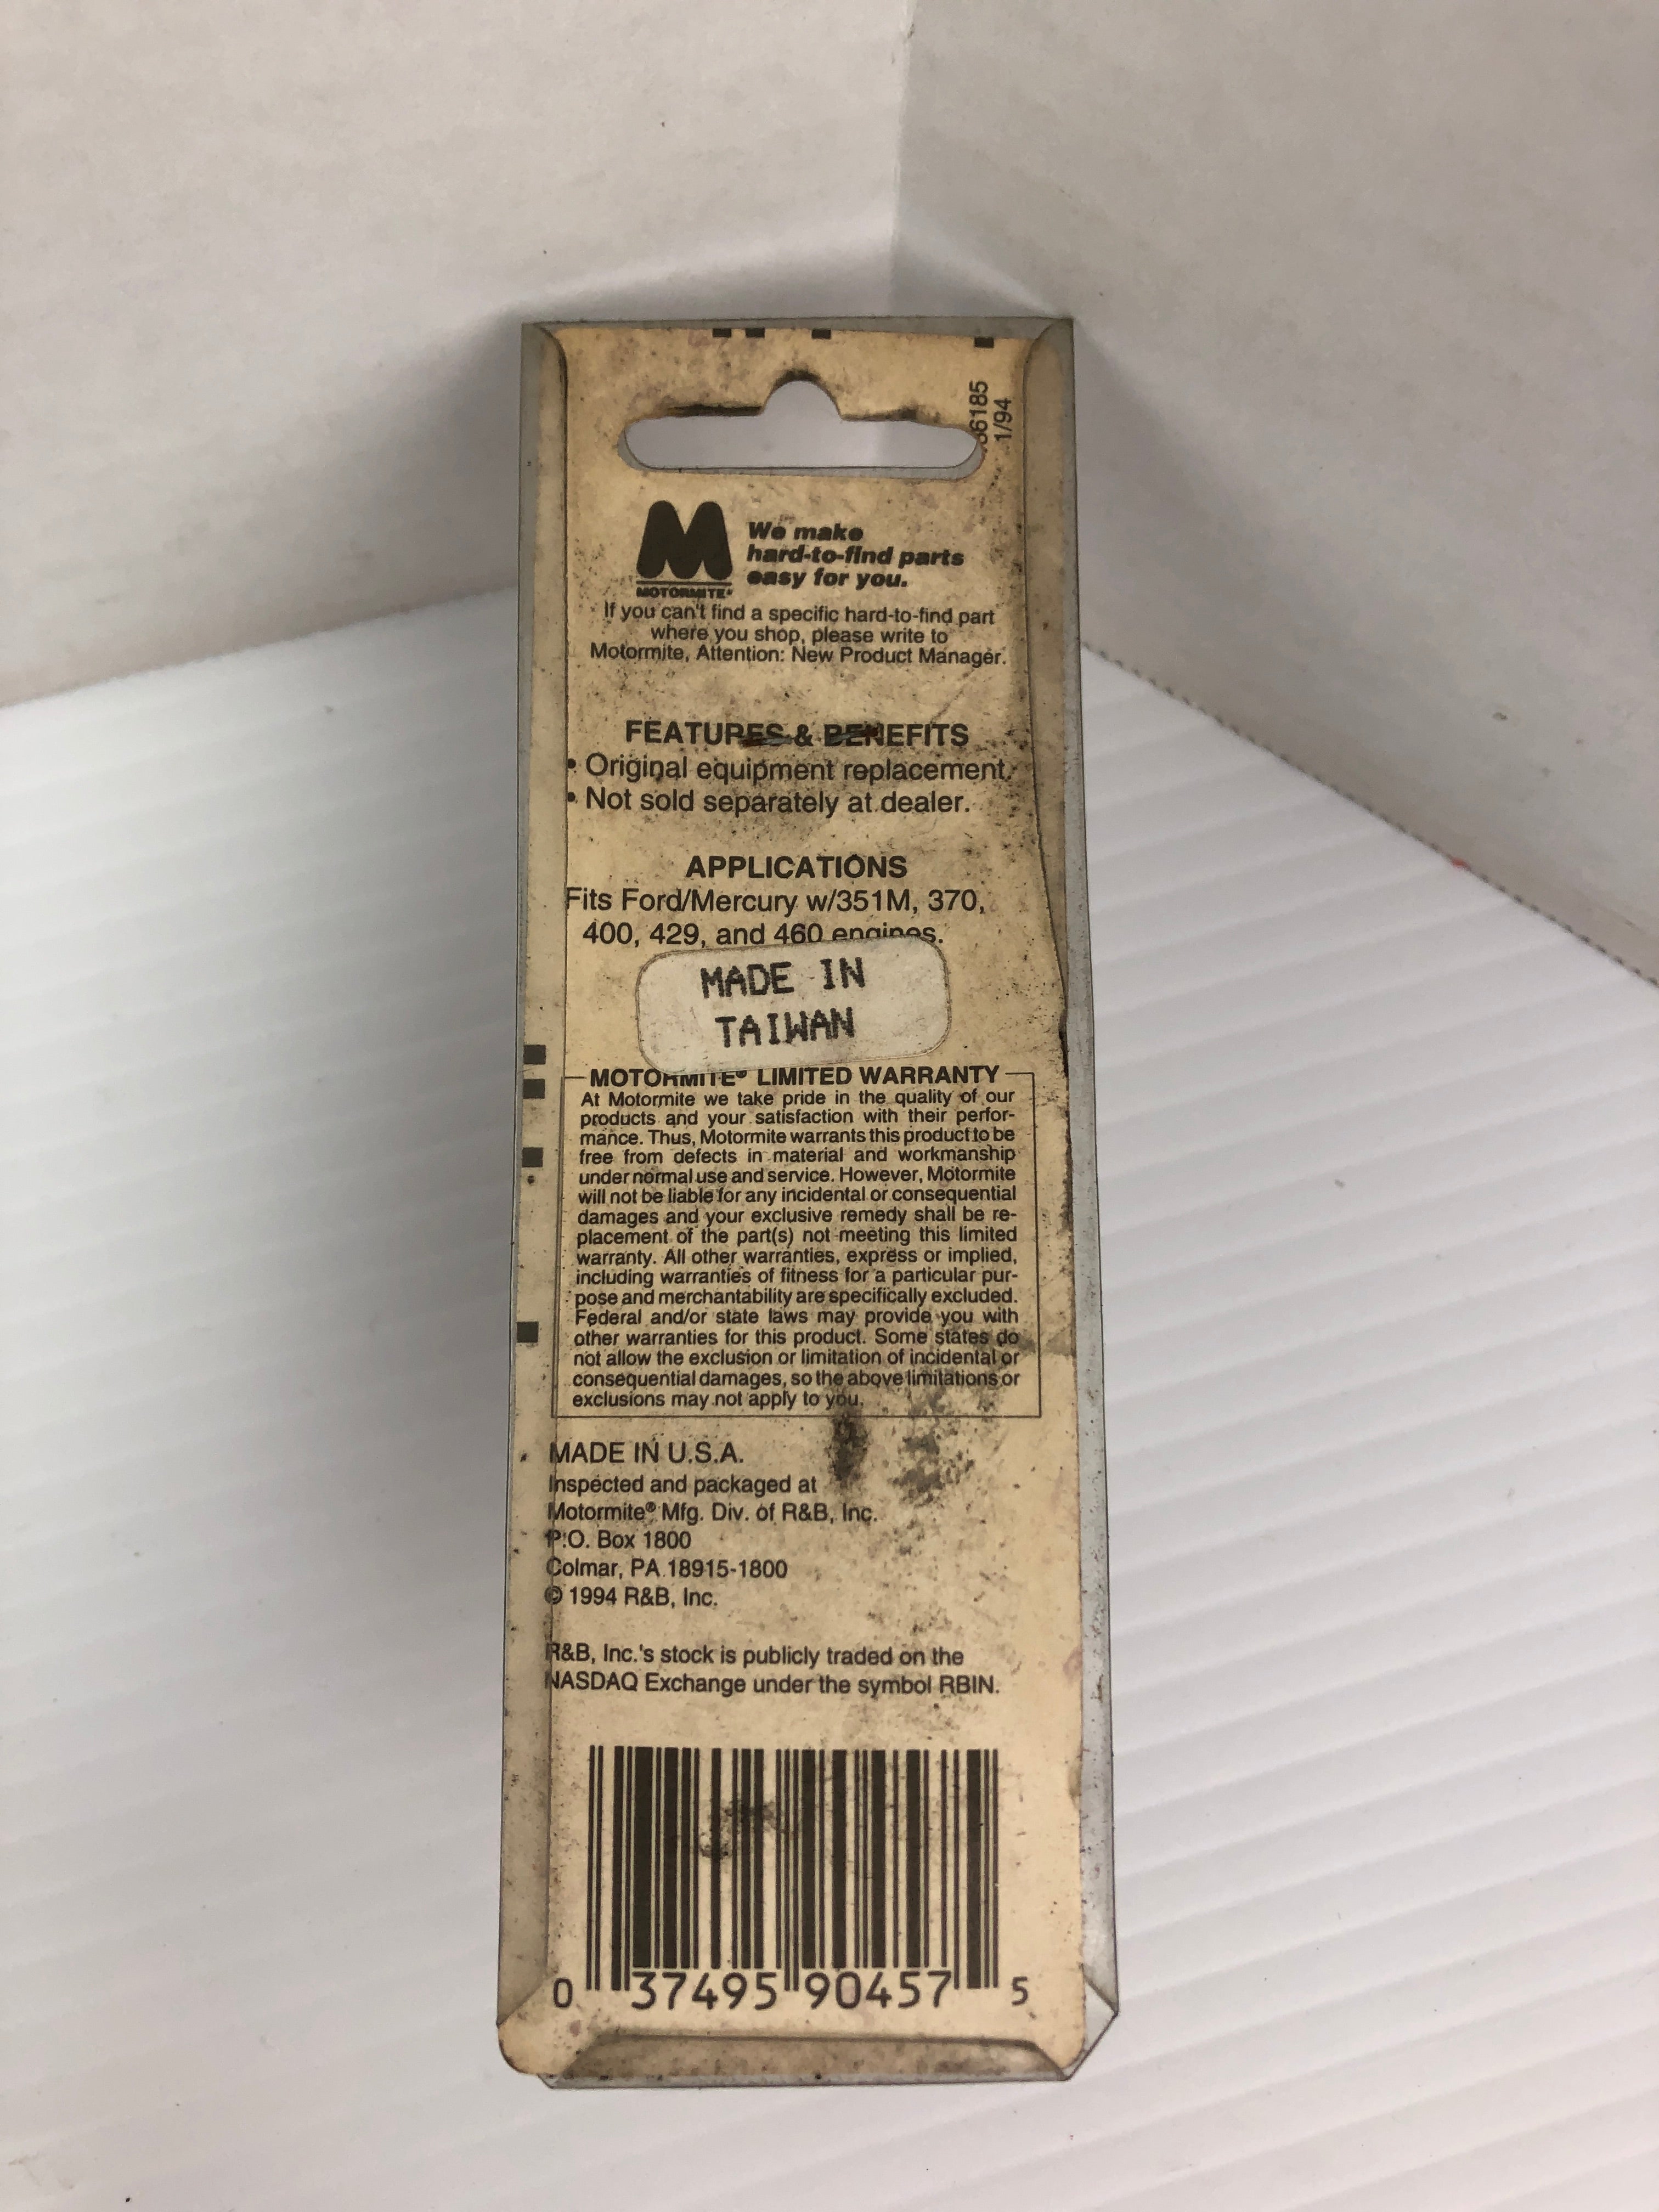 1/94
M
We make
hard-to-find parts
easy for you.
MOTORMITE®
If you can't find a specific hard-to-find part
where you shop, please write to
Motormite, Attention: New Product Manager.
FEATURES & BENEFITS
• Original equipment replacement.
• Not sold separately at dealer.
APPLICATIONS
Fits Ford/Mercury w/351M, 370,
400, 429, and 460 engines.
MADE IN
TAIWAN
MOTORMITE® LIMITED WARRANTY
At Motormite we take pride in the quality of our
products and your satisfaction with their perfor-
mance. Thus, Motormite warrants this product to be
free from defects in material and workmanship
under normal use and service. However, Motormite
will not be liable for any incidental or consequential
damages and your exclusive remedy shall be re-
placement of the part(s) not meeting this limited
warranty. All other warranties, express or implied,
including warranties of fitness for a particular pur-
pose and merchantability are specifically excluded.
Federal and/or state laws may provide you with
other warranties for this product. Some states do
not allow the exclusion or limitation of incidental or
consequential damages, so the above limitations or
exclusions may not apply to you.
MADE IN U.S.A.
Inspected and packaged at
Motormite® Mfg. Div. of R&B, Inc.
P.O. Box 1800
Colmar, PA 18915-1800
© 1994 R&B, Inc.
R&B, Inc.'s stock is publicly traded on the
NASDAQ Exchange under the symbol RBIN.
0 37495 90457 5